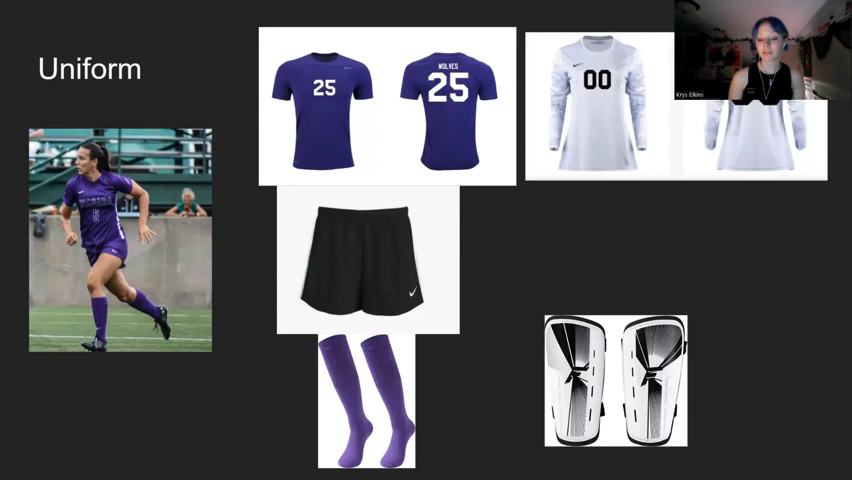 Uniform
25
WOLVES
25
00
Krys Elkins